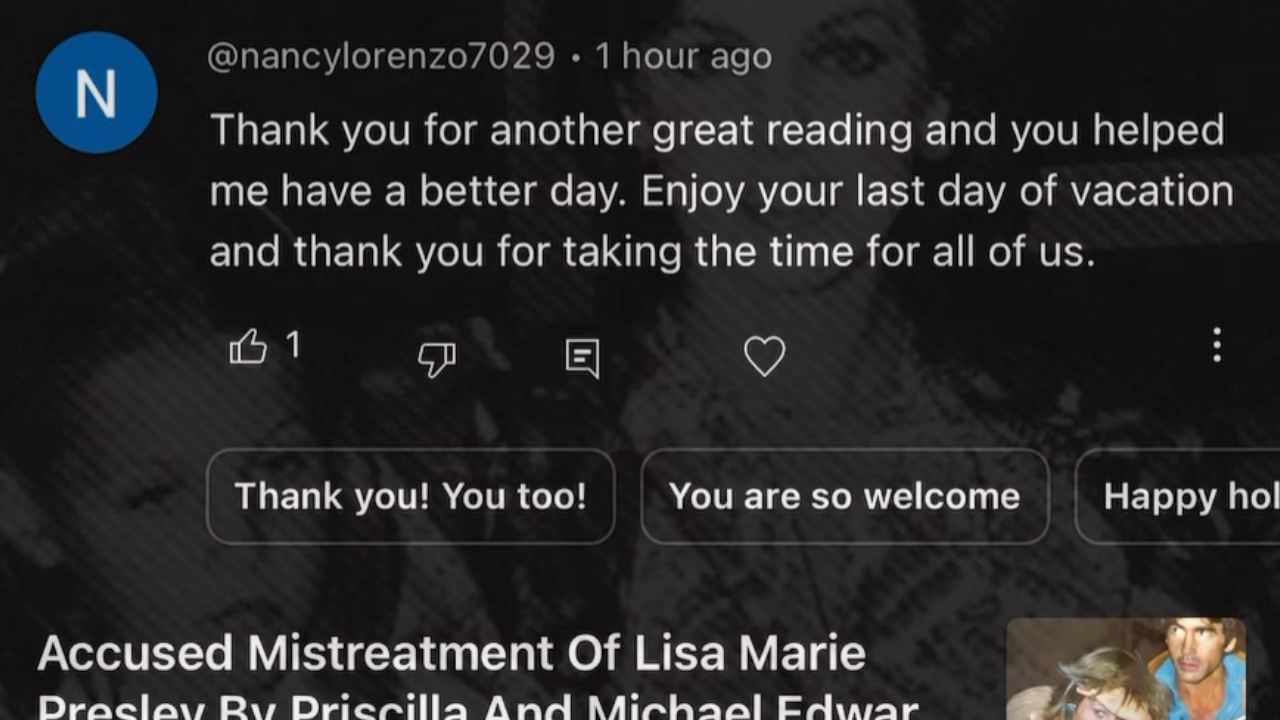 N
@nancylorenzo7029 • 1 hour ago
Thank you for another great reading and you helped
me have a better day. Enjoy your last day of vacation
and thank you for taking the time for all of us.
1
Thank you! You too!
You are so welcome
Happy hol
Accused Mistreatment Of Lisa Marie
Presley By Priscilla And Michael Edwar